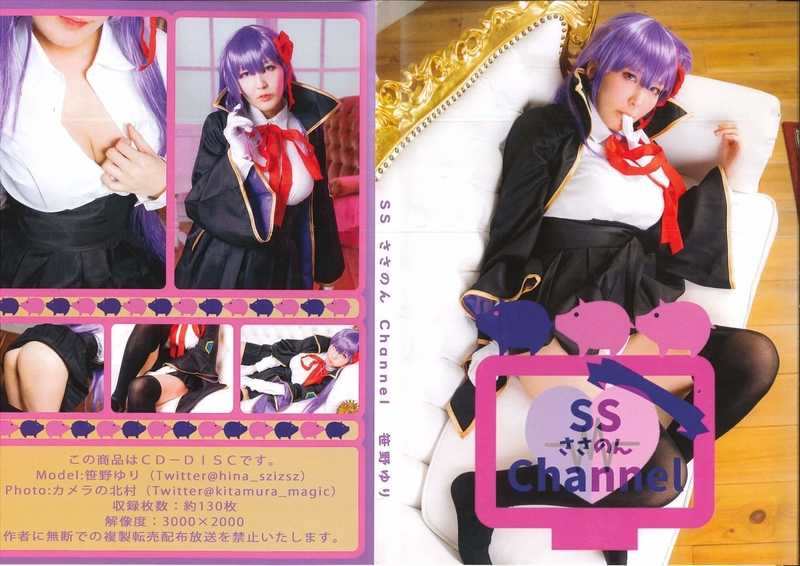 この商品はCD-DISCです。
Model:笹野ゆり（Twitter@hina_szizsz）
Photo:カメラの北村（Twitter@kitamura_magic）
収録枚数：約130枚
解像度：3000×2000
作者に無断での複製転売配布放送を禁止いたします。
SS ささのん Channel 笹野ゆり
SS
ささのん
Channel